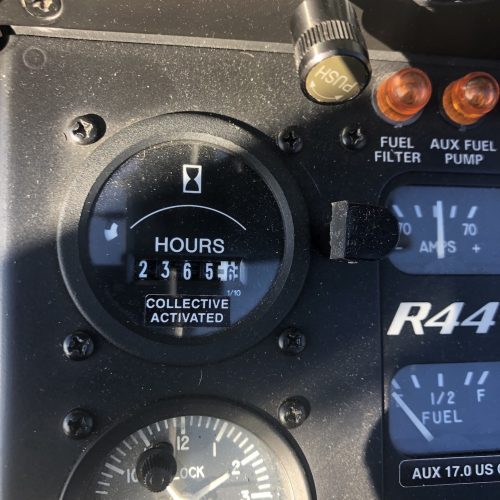 PUSH
FUEL FILTER
AUX FUEL PUMP
HOURS
2 3 6 5
1/10
COLLECTIVE
ACTIVATED
70 70
AMPS +
R44
1/2 F
FUEL
AUX 17.0 US
12
10 CLOCK 2
3